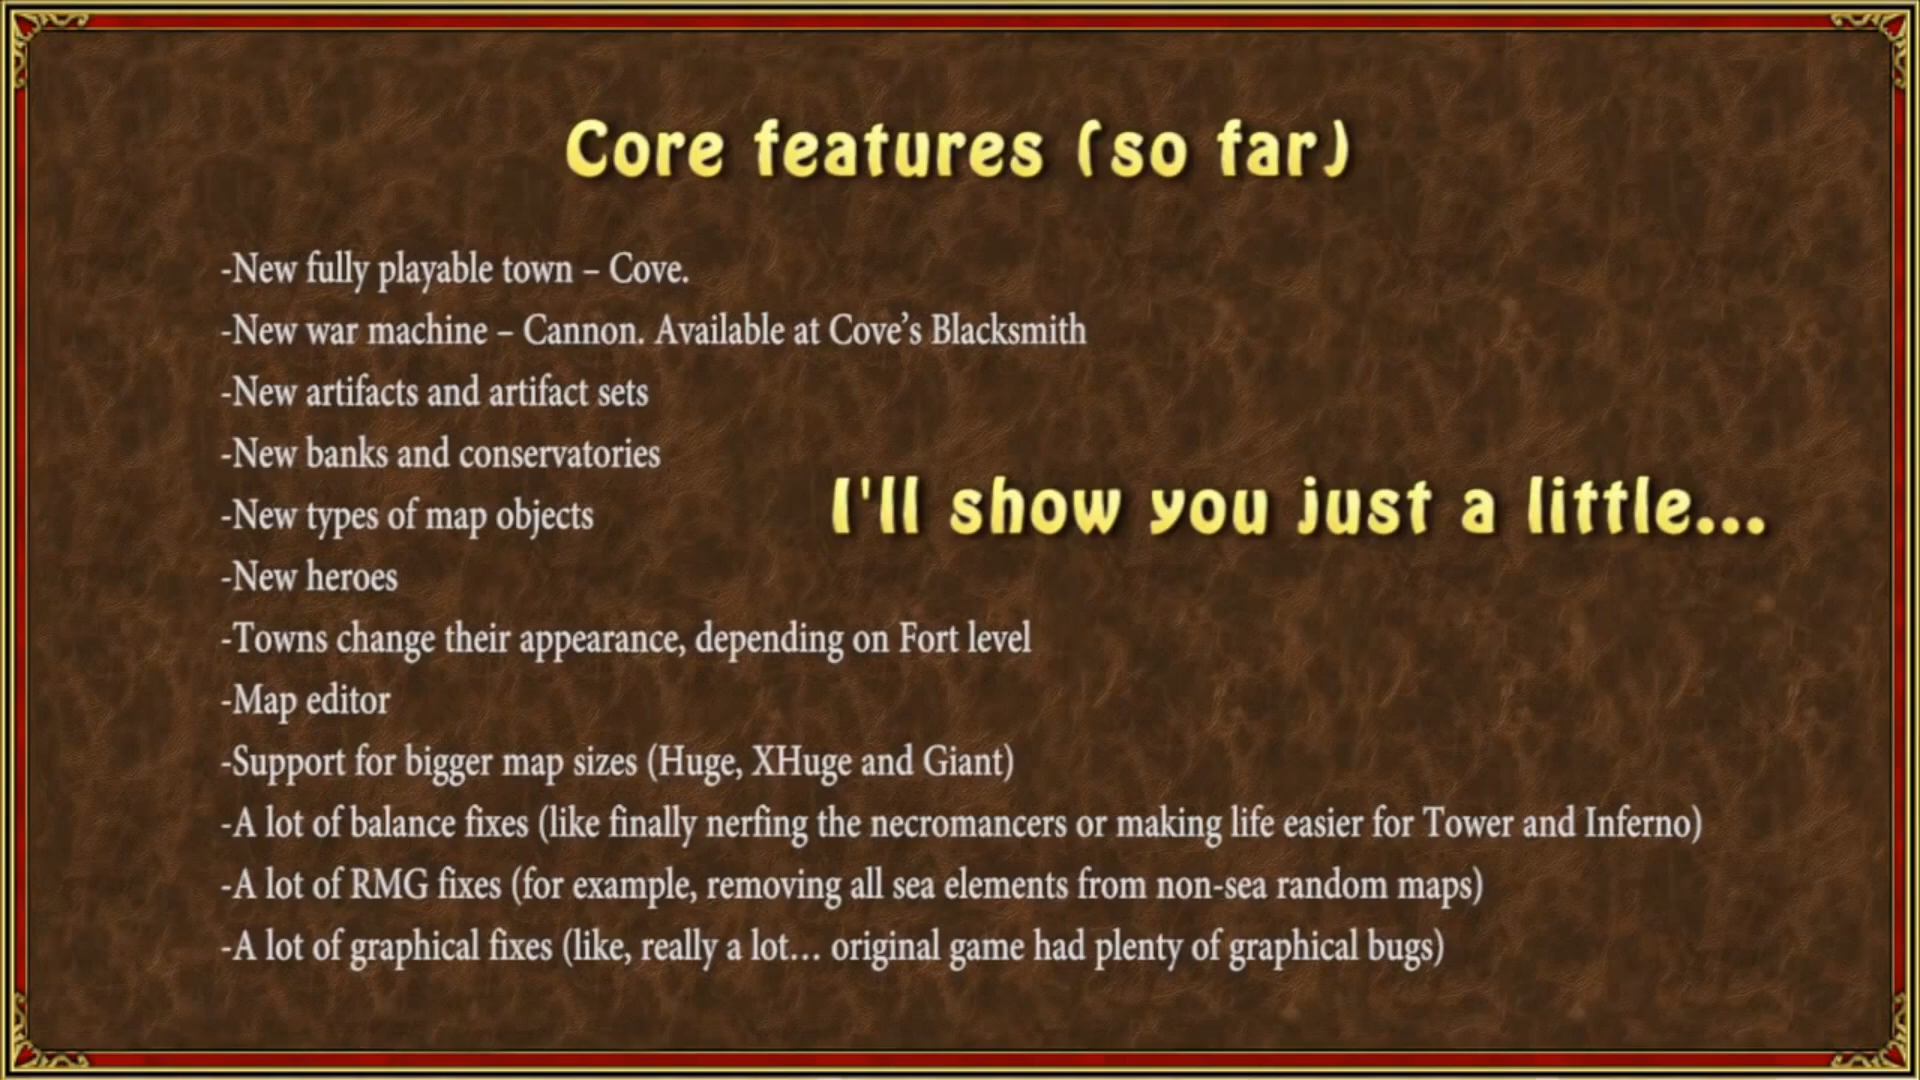 Core features (so far)
-New fully playable town – Cove.
-New war machine – Cannon. Available at Cove’s Blacksmith
-New artifacts and artifact sets
-New banks and conservatories
-New types of map objects
I'll show you just a little...
-New heroes
-Towns change their appearance, depending on Fort level
-Map editor
-Support for bigger map sizes (Huge, XHuge and Giant)
-A lot of balance fixes (like finally nerfing the necromancers or making life easier for Tower and Inferno)
-A lot of RMG fixes (for example, removing all sea elements from non-sea random maps)
-A lot of graphical fixes (like, really a lot… original game had plenty of graphical bugs)